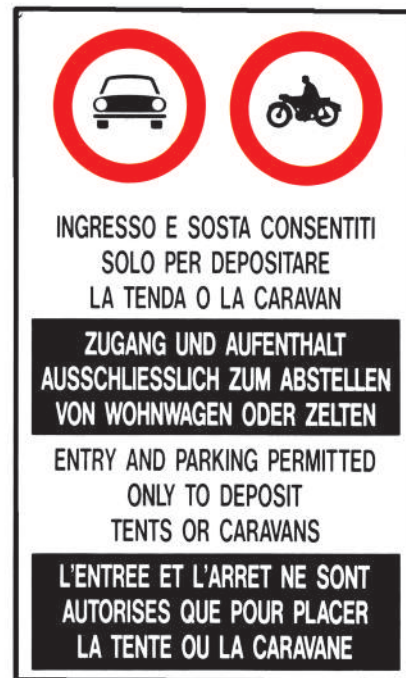 INGRESSO E SOSTA CONSENTITI
SOLO PER DEPOSITARE
LA TENDA O LA CARAVAN
ZUGANG UND AUFENTHALT
AUSSCHLIESSLICH ZUM ABSTELLEN
VON WOHNWAGEN ODER ZELTEN
ENTRY AND PARKING PERMITTED
ONLY TO DEPOSIT
TENTS OR CARAVANS
L'ENTREE ET L'ARRET NE SONT
AUTORISES QUE POUR PLACER
LA TENTE OU LA CARAVANE